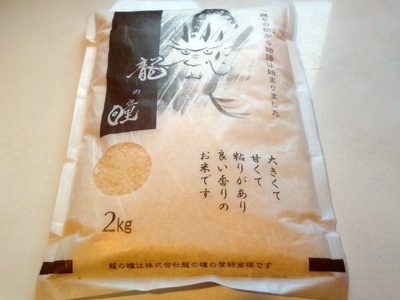 龍の瞳
一握りの籾から物語は始まりました
大きくて
甘くて
粘りがあり
良い香りの
お米です
2kg
龍の瞳は株式会社龍の瞳の登録商標です